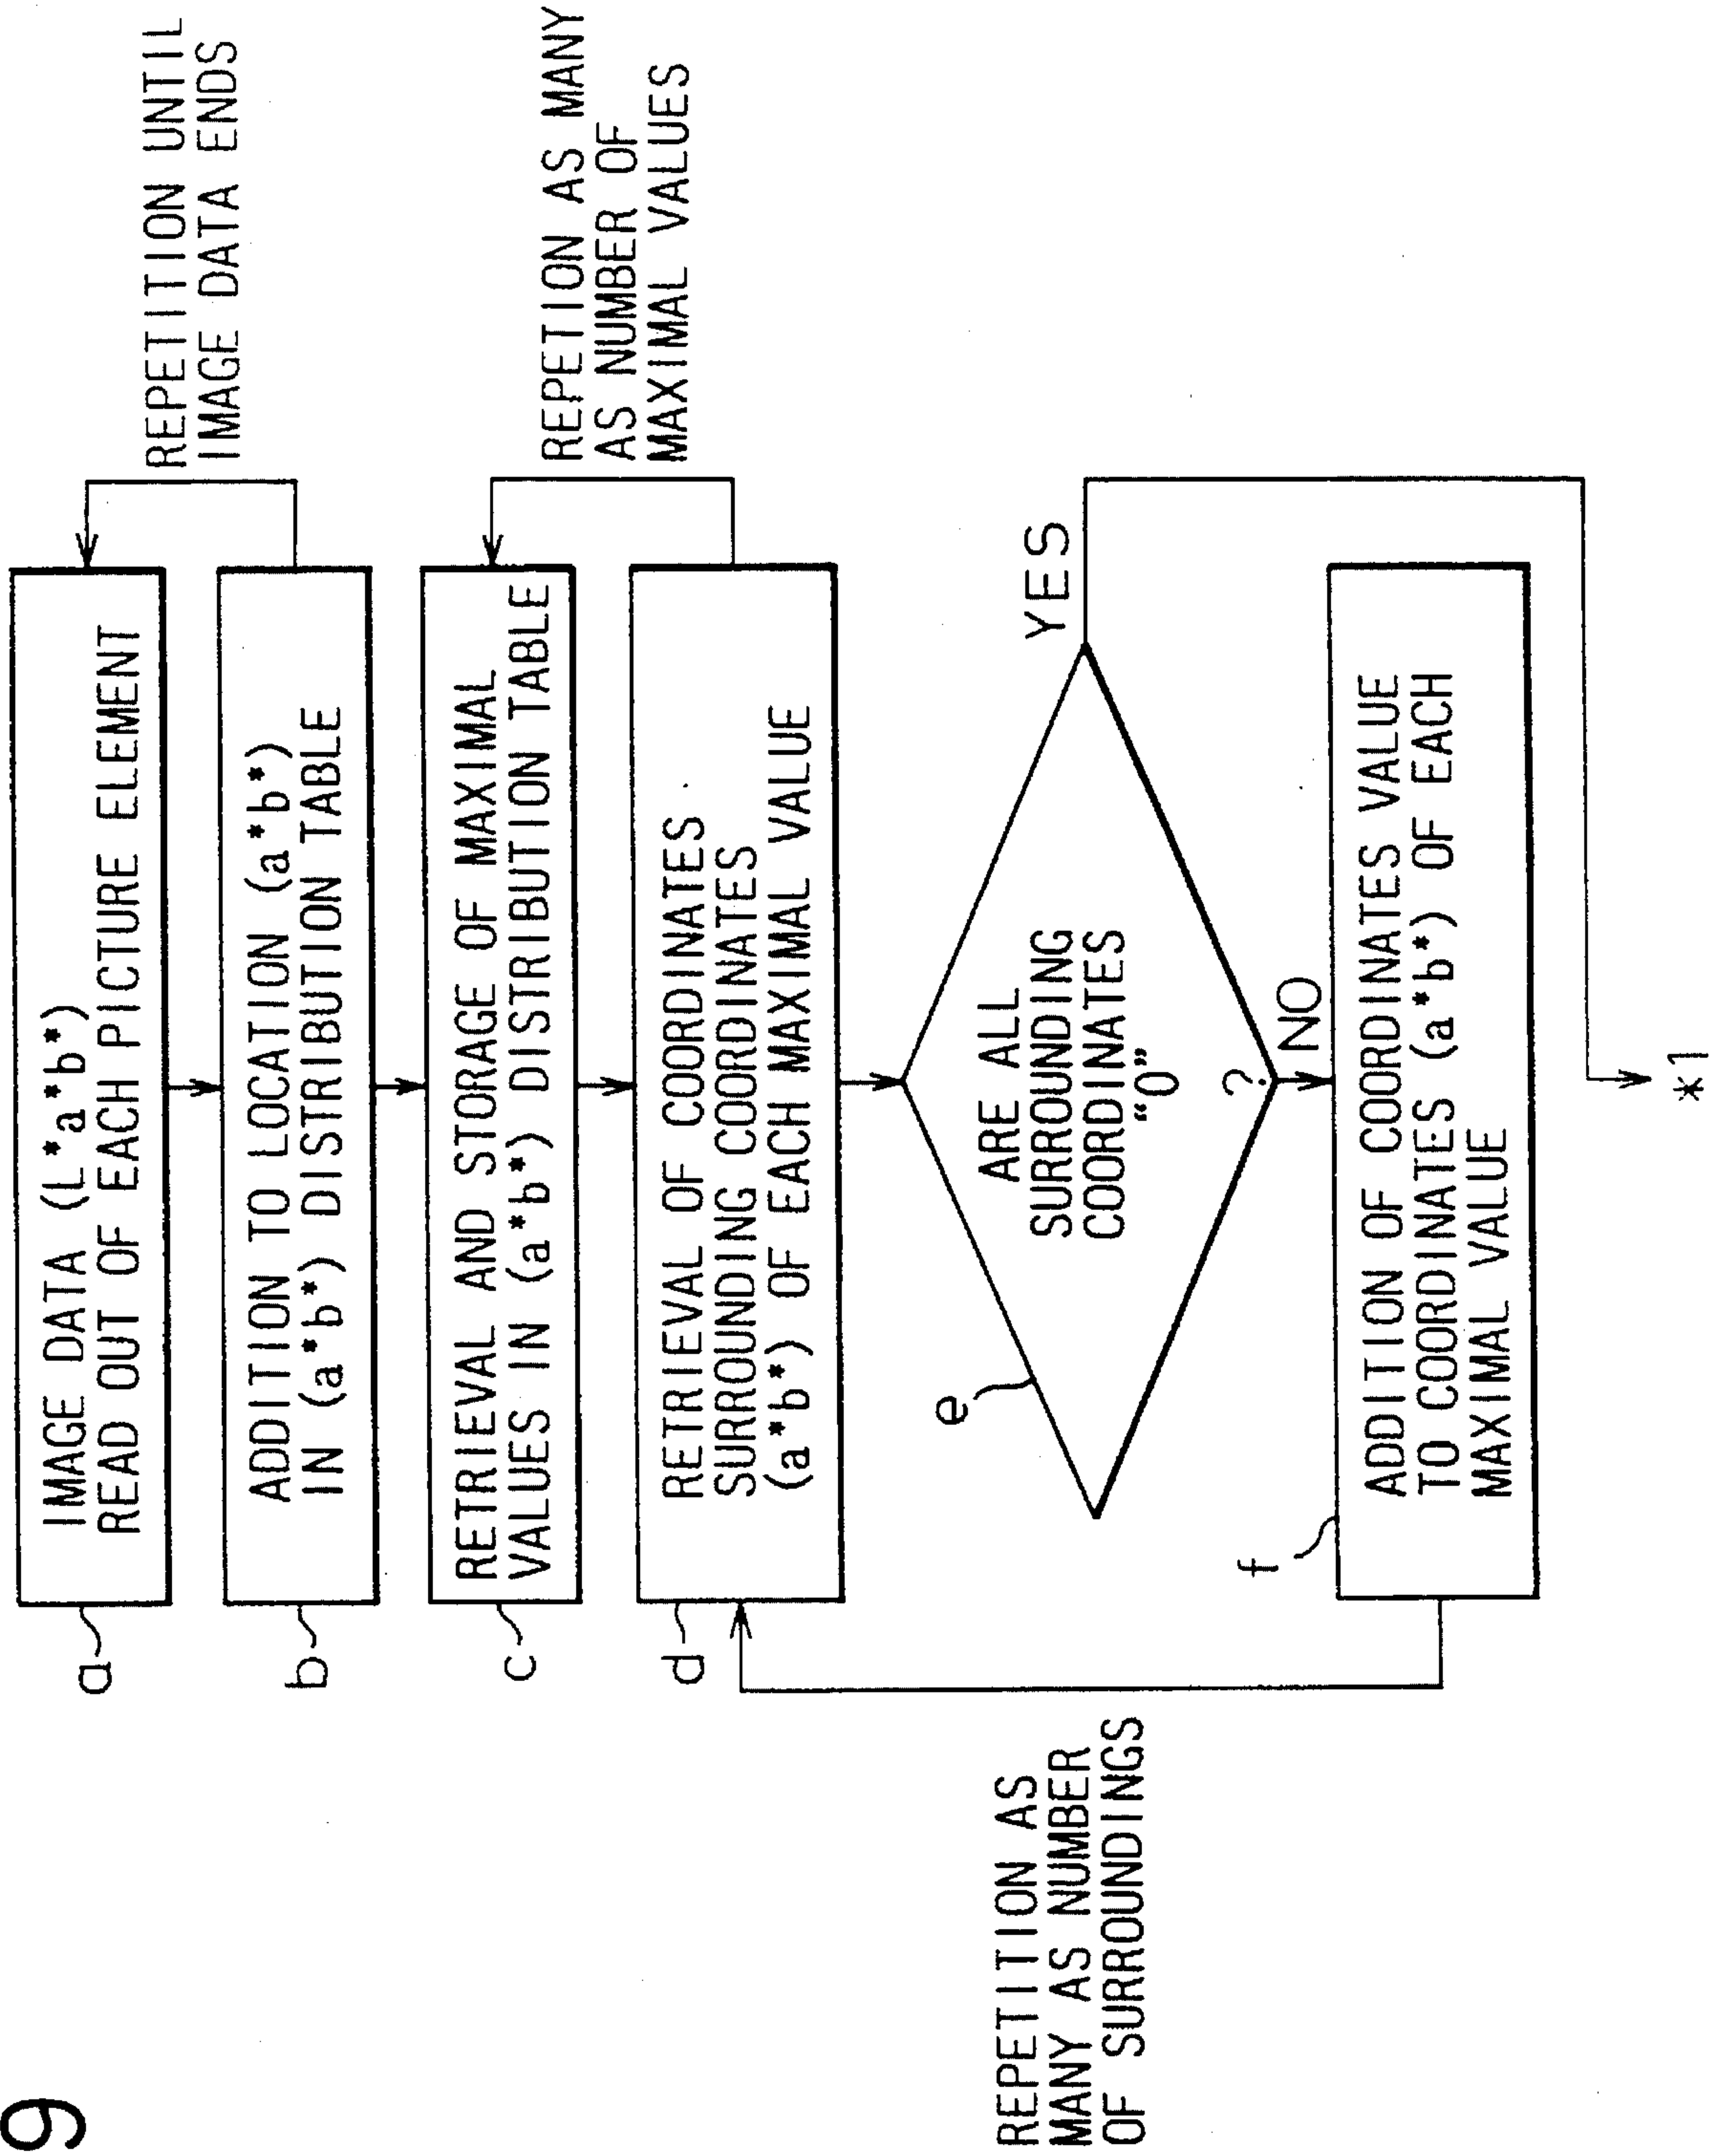 9
a
IMAGE DATA (L*a*b*)
READ OUT OF EACH PICTURE ELEMENT
REPETITION UNTIL
IMAGE DATA ENDS
b
ADDITION TO LOCATION (a*b*)
IN (a*b*) DISTRIBUTION TABLE
c
RETRIEVAL AND STORAGE OF MAXIMAL
VALUES IN (a*b*) DISTRIBUTION TABLE
REPETION AS MANY
AS NUMBER OF
MAXIMAL VALUES
d
RETRIEVAL OF COORDINATES
SURROUNDING COORDINATES
(a*b*) OF EACH MAXIMAL VALUE
e
ARE ALL
SURROUNDING
COORDINATES
“0”
?
YES
NO
REPETITION AS
MANY AS NUMBER
OF SURROUNDINGS
f
ADDITION OF COORDINATES VALUE
TO COORDINATES (a*b*) OF EACH
MAXIMAL VALUE
*1